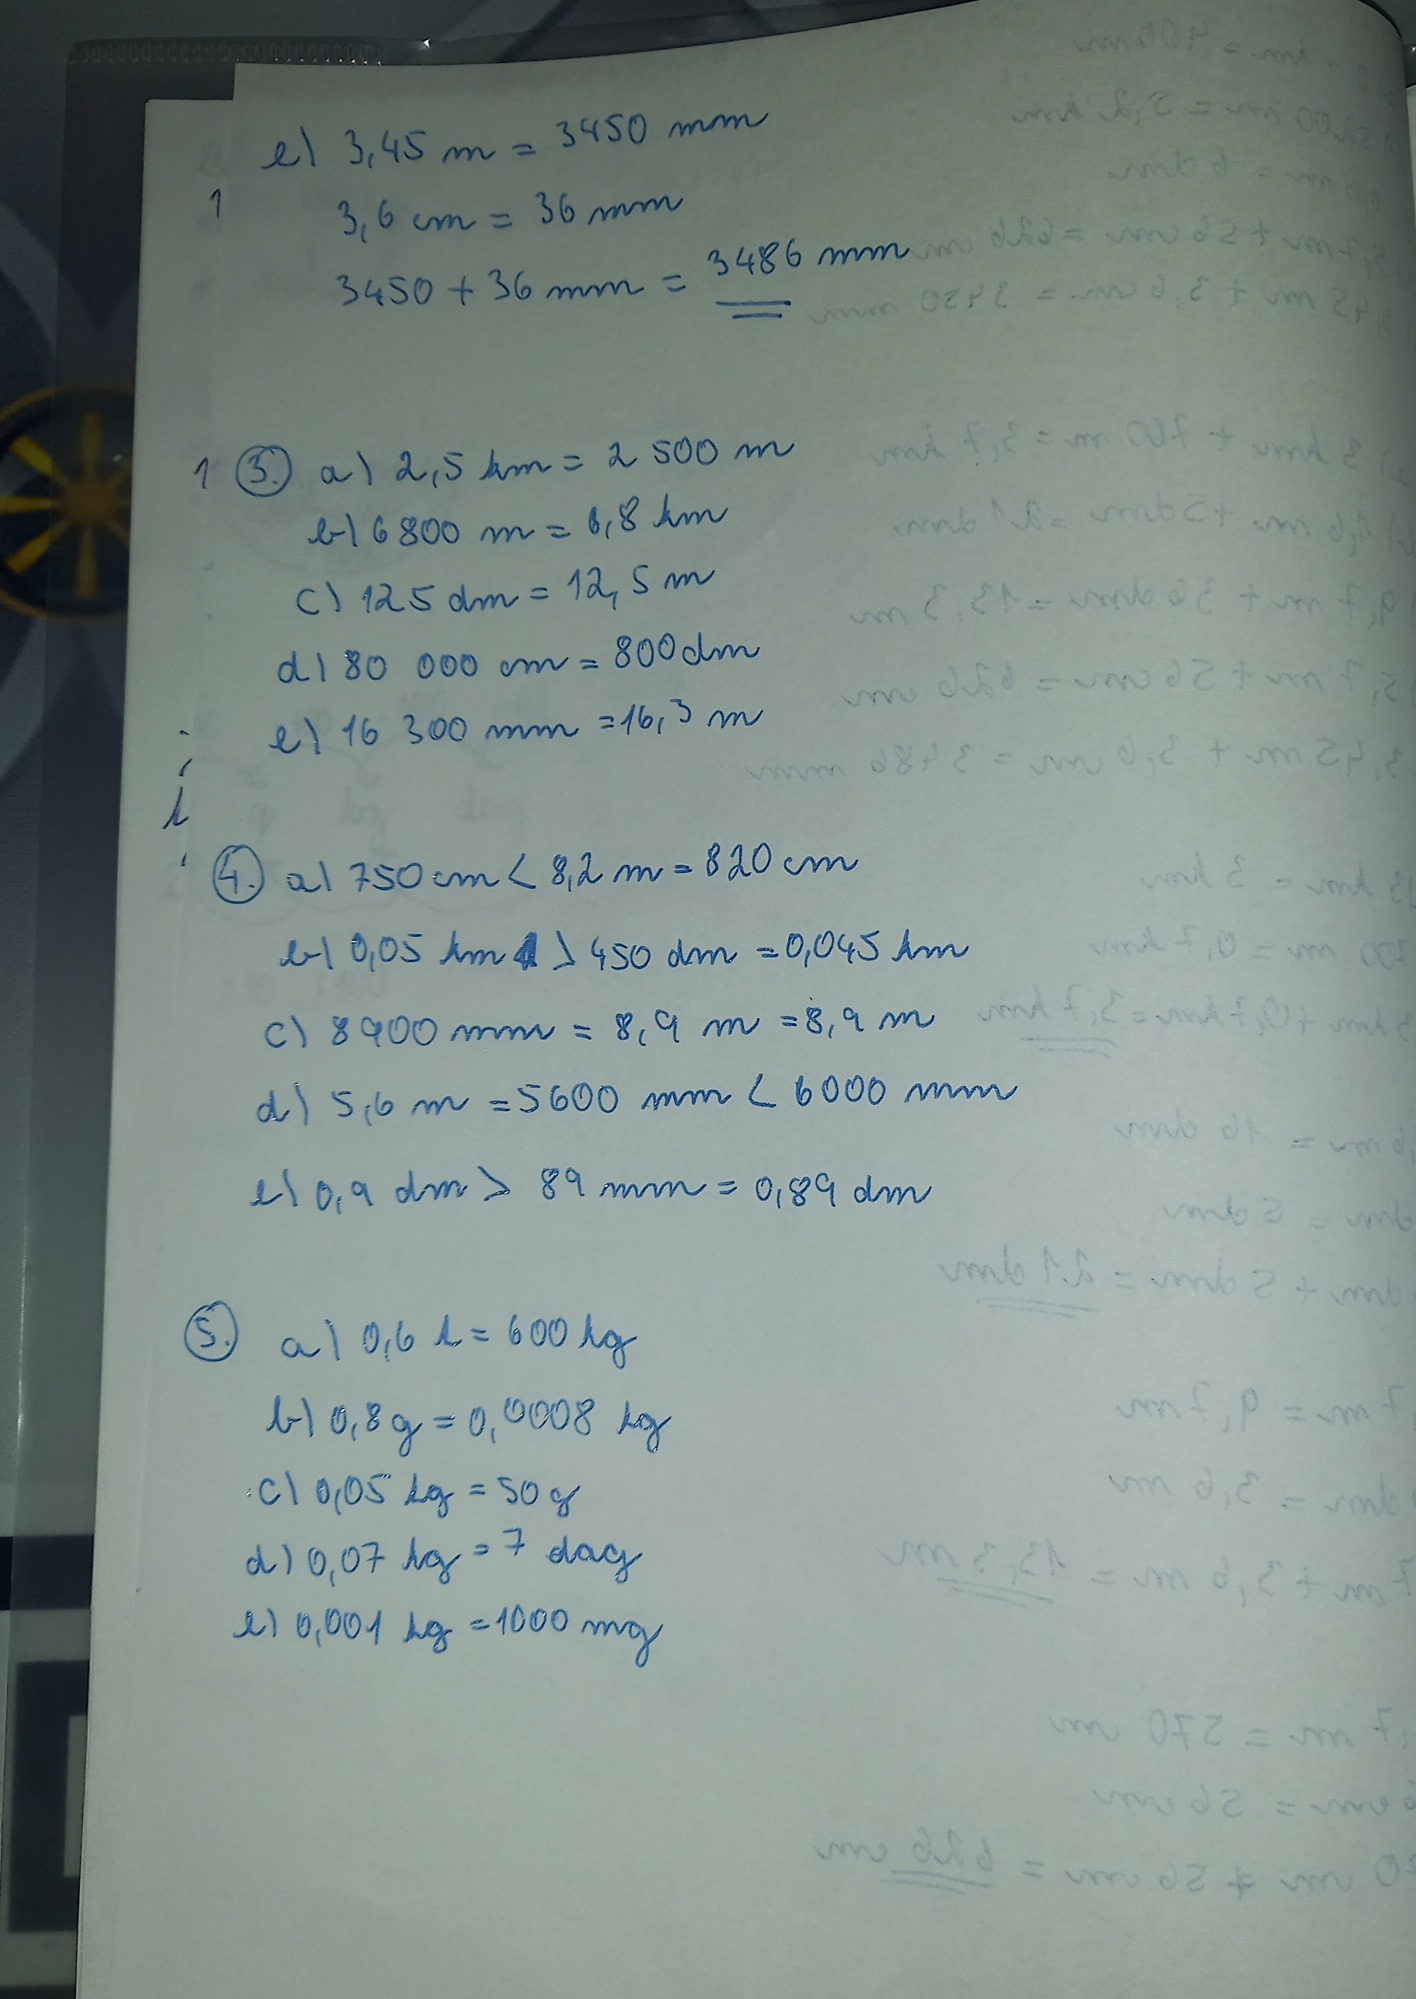 e) 3,45 m = 3450 mm
1
3,6 cm = 36 mm
3450 + 36 mm = 3486 mm
1 3. a) 2,5 km = 2 500 m
b) 6800 m = 6,8 km
c) 125 dm = 12,5 m
d) 80 000 cm = 800 dm
e) 16 300 mm = 16,3 m
4. a) 750 cm < 8,2 m = 820 cm
b) 0,05 km > 450 dm = 0,045 km
c) 8900 mm = 8,9 m = 8,9 m
d) 5,6 m = 5600 mm < 6000 mm
e) 0,9 dm > 89 mm = 0,89 dm
5. a) 0,6 t = 600 kg
b) 0,8 g = 0,0008 kg
c) 0,05 kg = 50 g
d) 0,07 kg = 7 dag
e) 0,001 kg = 1000 mg